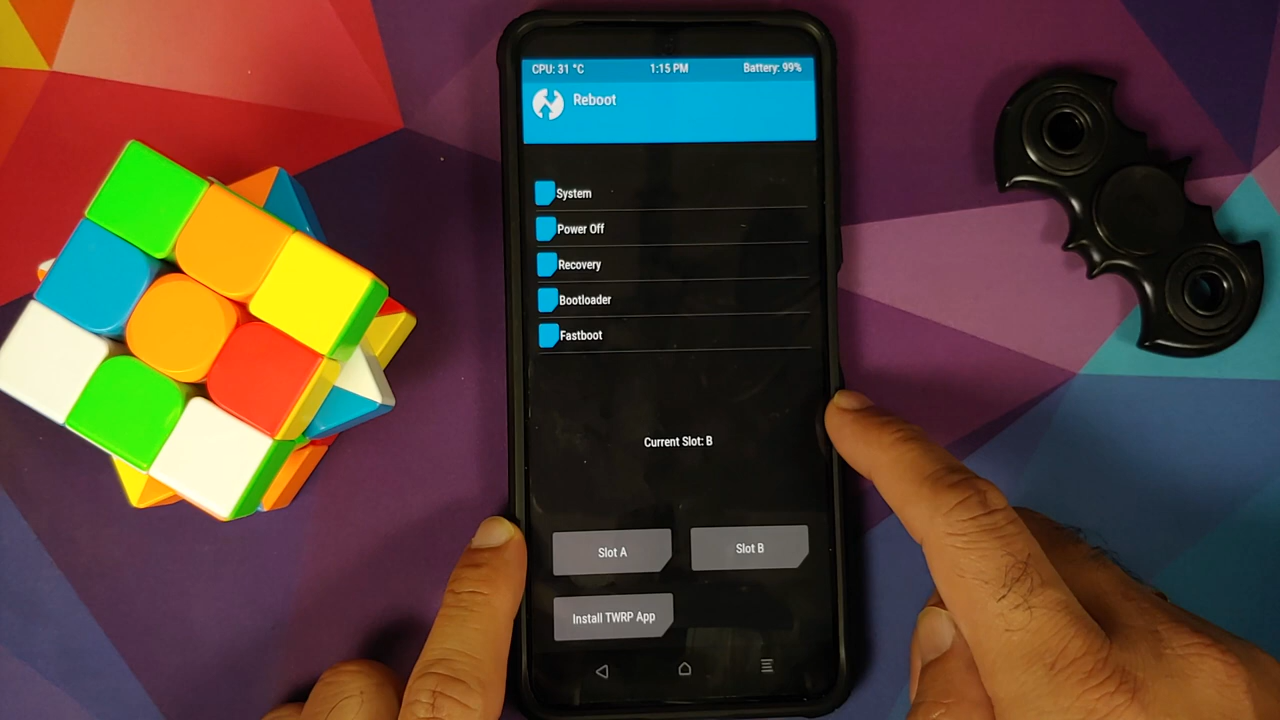 CPU: 31 °C 1:15 PM Battery: 99%
Reboot
System
Power Off
Recovery
Bootloader
Fastboot
Current Slot: B
Slot A Slot B
Install TWRP App